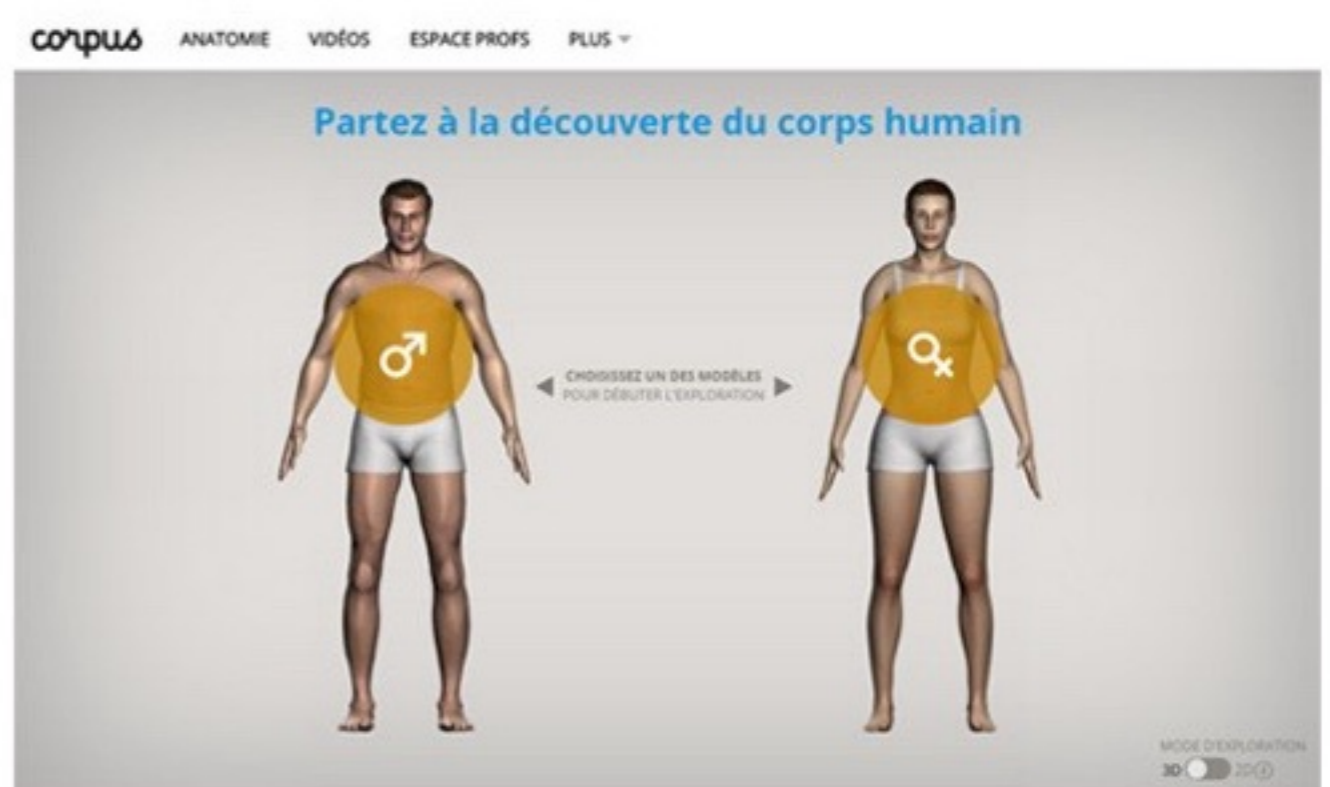 corpus ANATOMIE VIDÉOS ESPACE PROFS PLUS
Partez à la découverte du corps humain
CHOISISSEZ UN DES MODÈLES
POUR DÉBUTER L'EXPLORATION
MODE D'EXPLORATION
3D 2D